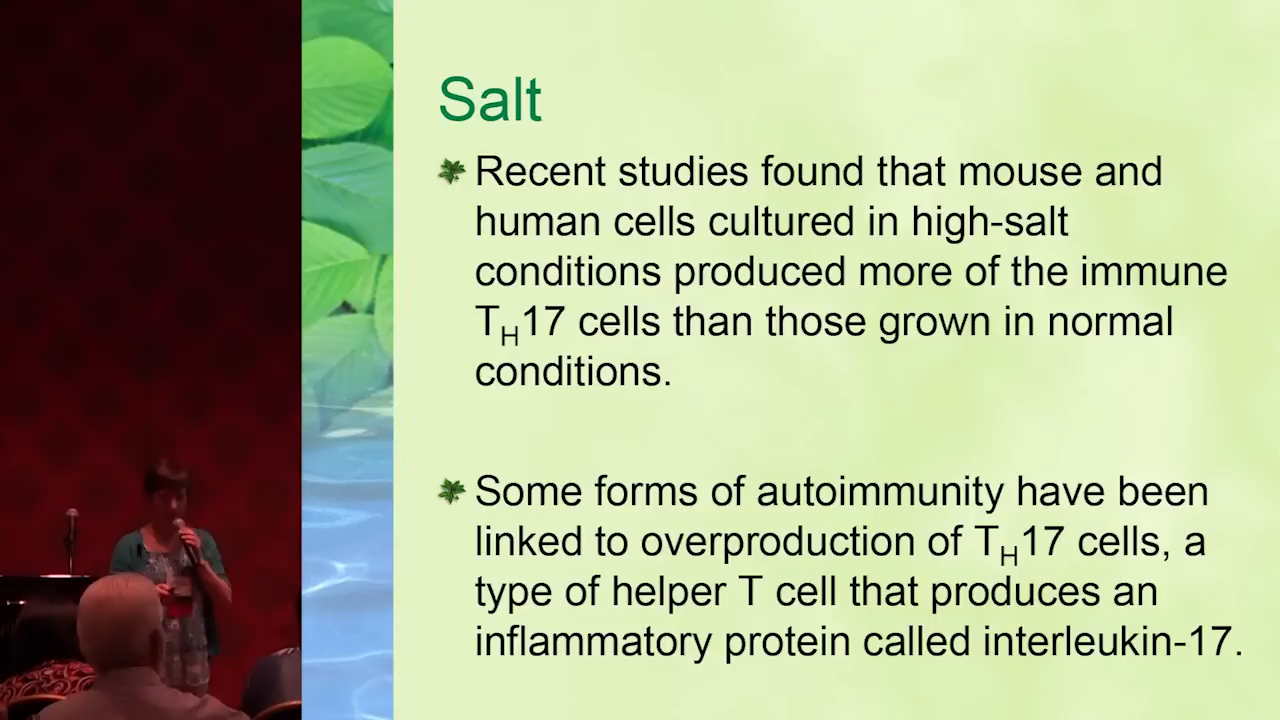 Salt
Recent studies found that mouse and
human cells cultured in high-salt
conditions produced more of the immune
T_H17 cells than those grown in normal
conditions.
Some forms of autoimmunity have been
linked to overproduction of T_H17 cells, a
type of helper T cell that produces an
inflammatory protein called interleukin-17.